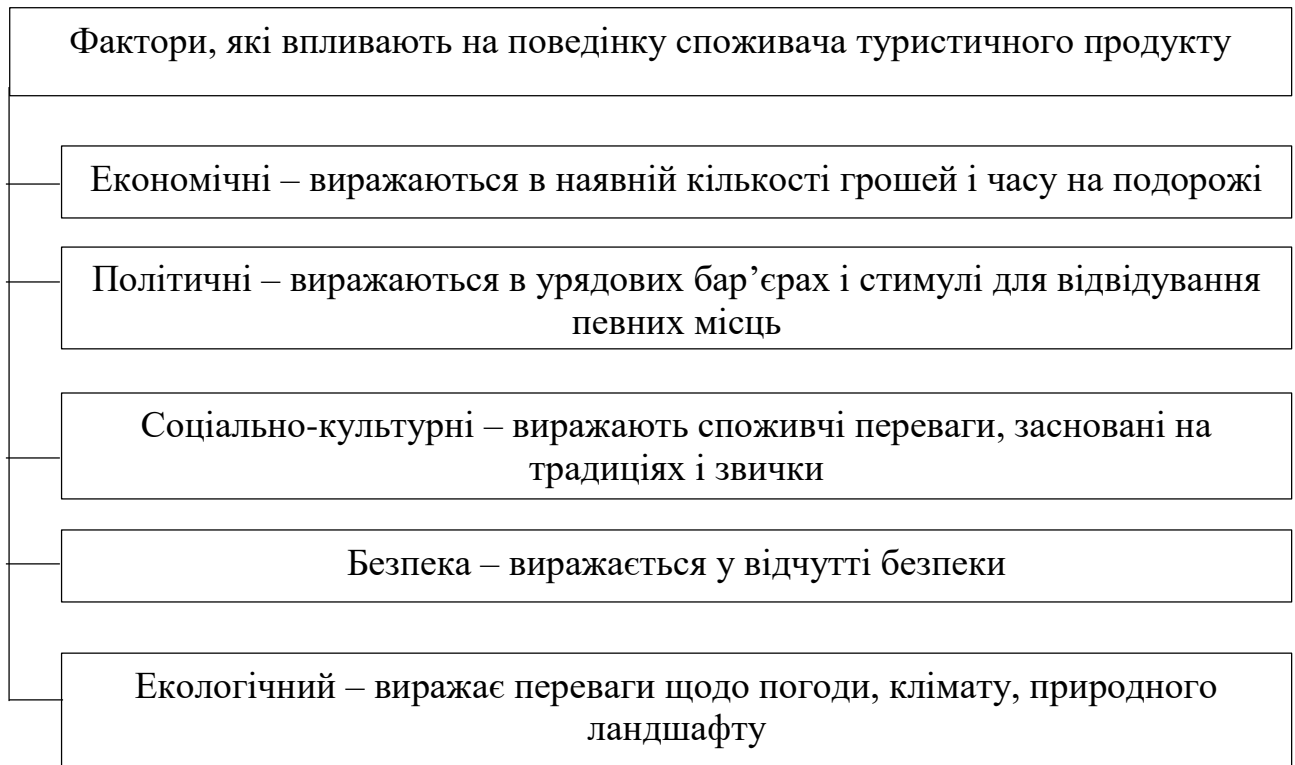 Фактори, які впливають на поведінку споживача туристичного продукту
Економічні – виражаються в наявній кількості грошей і часу на подорожі
Політичні – виражаються в урядових бар’єрах і стимулі для відвідування
певних місць
Соціально-культурні – виражають споживчі переваги, засновані на
традиціях і звички
Безпека – виражається у відчутті безпеки
Екологічний – виражає переваги щодо погоди, клімату, природного
ландшафту